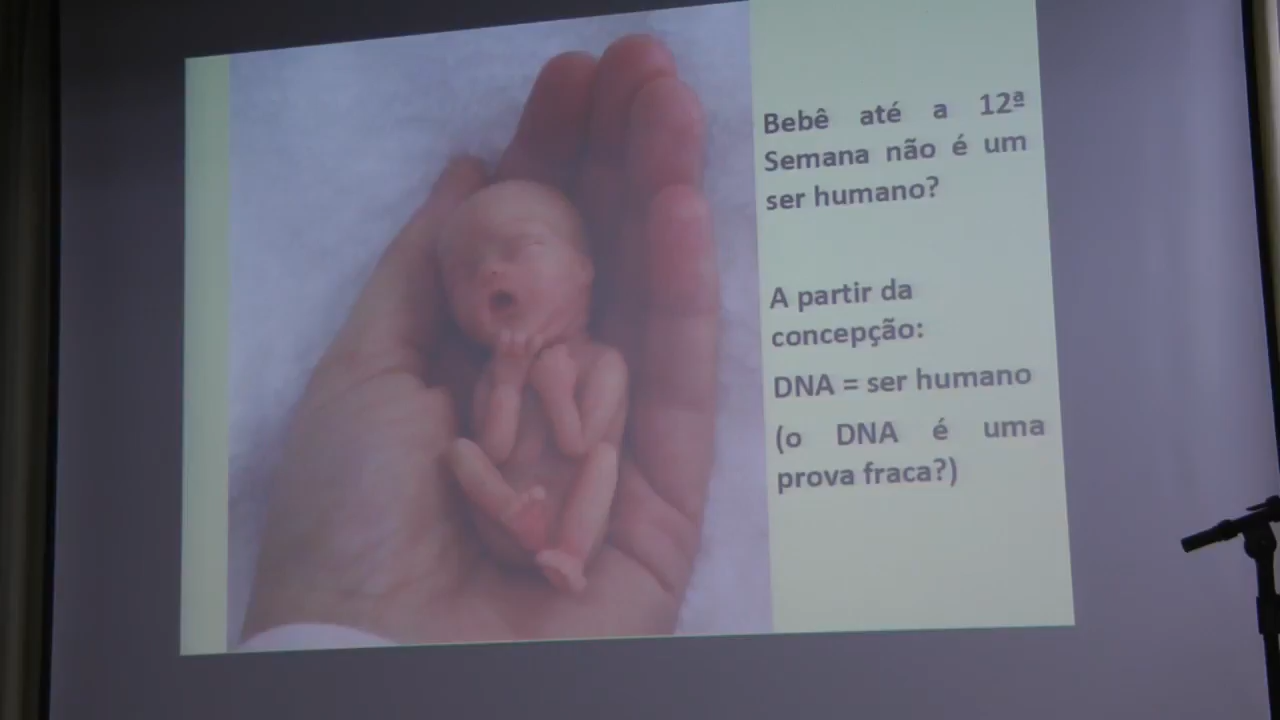 Bebê até a 12ª
Semana não é um
ser humano?
A partir da
concepção:
DNA = ser humano
(o DNA é uma
prova fraca?)